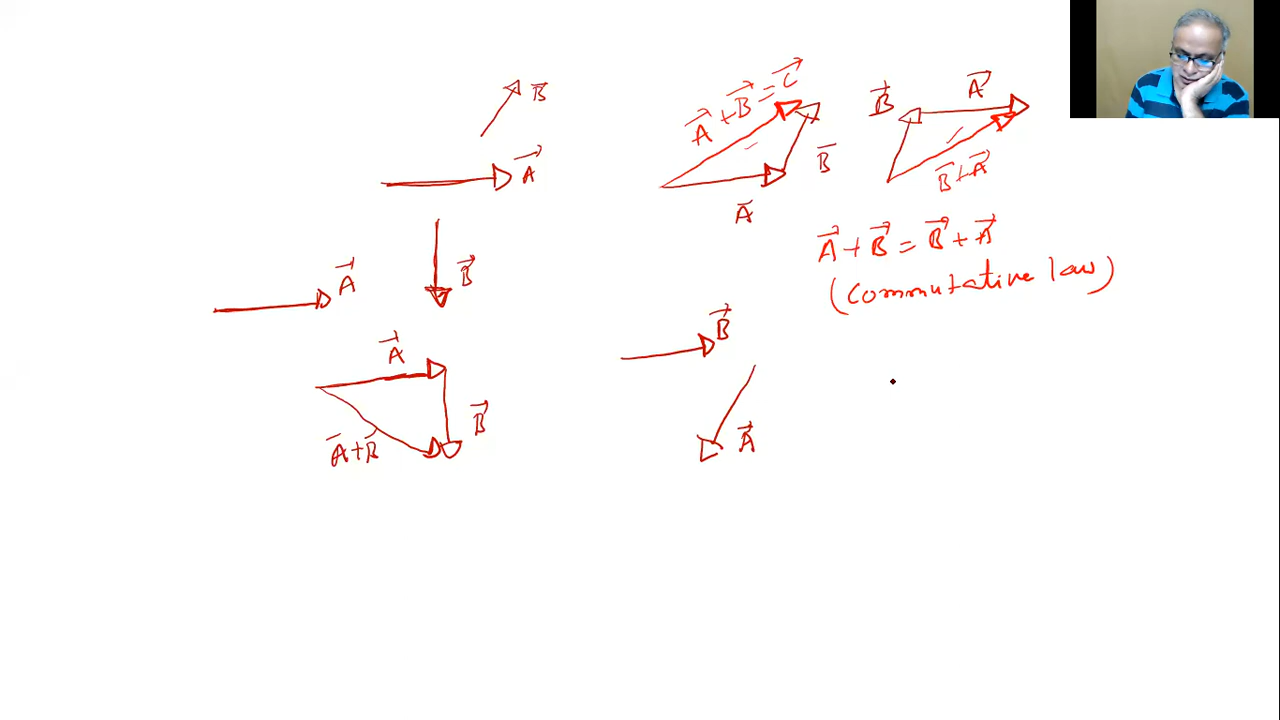 B⃗
A⃗
A⃗ + B⃗ = C⃗
B̄
Ā
B⃗
A⃗
B̄ + A⃗
A⃗ + B⃗ = B⃗ + A⃗
(commutative law)
A⃗
B⃗
A⃗
B⃗
Ā + B⃗
B⃗
A⃗